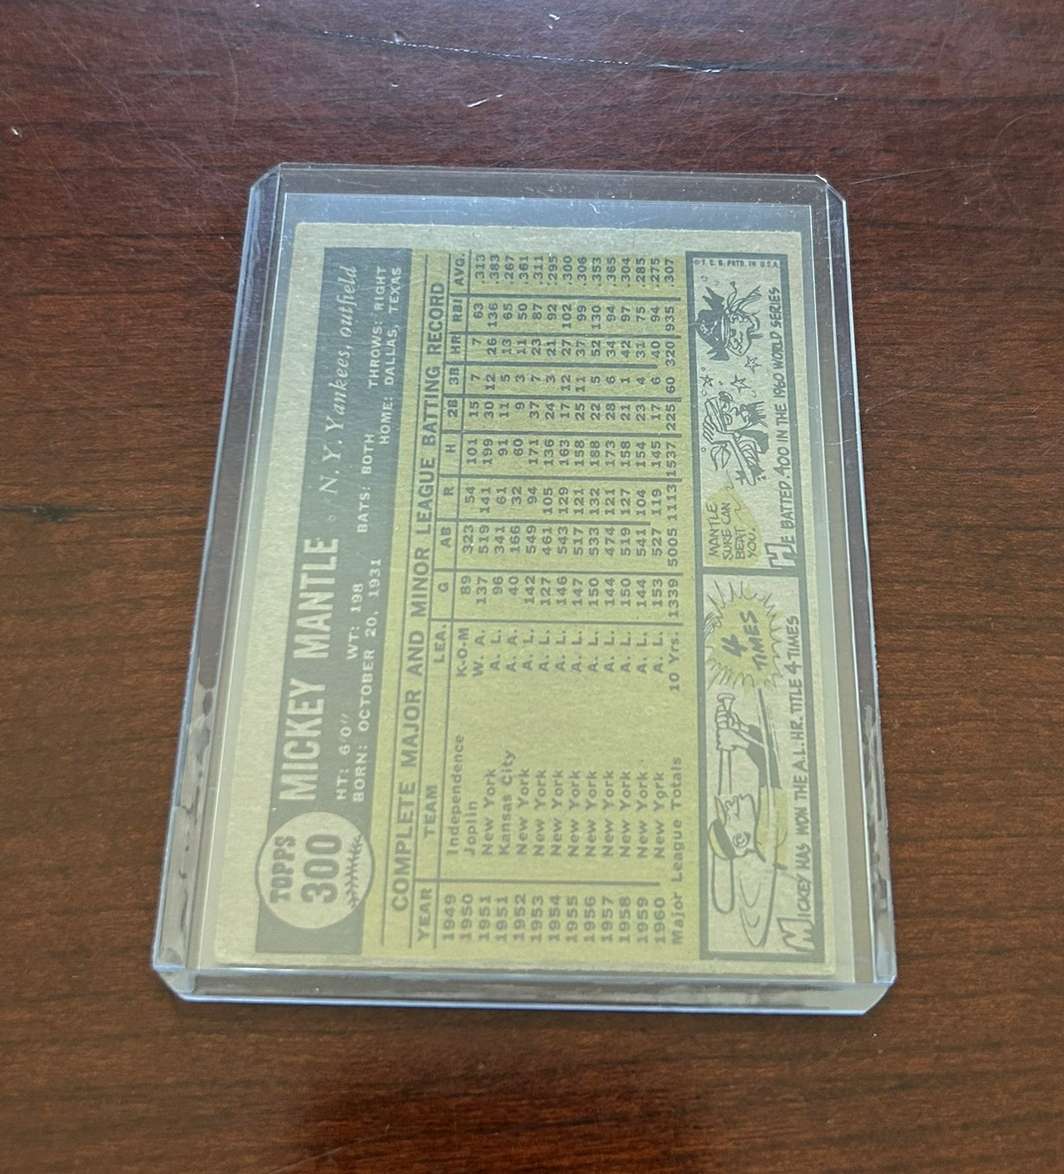 TOPPS
300
MICKEY MANTLE
N. Y. Yankees, outfield
HT: 6'0" WT: 198 BATS: BOTH THROWS: RIGHT
BORN: OCTOBER 20, 1931 HOME: DALLAS, TEXAS
COMPLETE MAJOR AND MINOR LEAGUE BATTING RECORD
YEAR TEAM LEA. G AB R H 2B 3B HR RBI AVG.
1949 Independence K-O-M 89 323 54 101 15 7 7 63 .313
1950 Joplin W. A. 137 519 141 199 30 12 26 136 .383
1951 New York A. L. 96 341 61 91 11 5 13 65 .267
1951 Kansas City A. A. 40 166 32 60 9 3 11 50 .361
1952 New York A. L. 142 549 94 171 37 7 23 87 .311
1953 New York A. L. 127 461 105 136 24 3 21 92 .295
1954 New York A. L. 146 543 129 163 17 12 27 102 .300
1955 New York A. L. 147 517 121 158 25 11 37 99 .306
1956 New York A. L. 150 533 132 188 22 5 52 130 .353
1957 New York A. L. 144 474 121 173 28 6 34 94 .365
1958 New York A. L. 150 519 127 158 21 1 42 97 .304
1959 New York A. L. 144 541 104 154 23 4 31 75 .285
1960 New York A. L. 153 527 119 145 17 6 40 94 .275
Major League Totals 10 Yrs. 1339 5005 1113 1537 225 60 320 935 .307
4
TIMES
MICKEY HAS WON THE A.L. HR. TITLE 4 TIMES
MANTLE
SURE CAN
BEAT
YOU.
HE BATTED .400 IN THE 1960 WORLD SERIES
© T. C. G. PRTD. IN U.S.A.